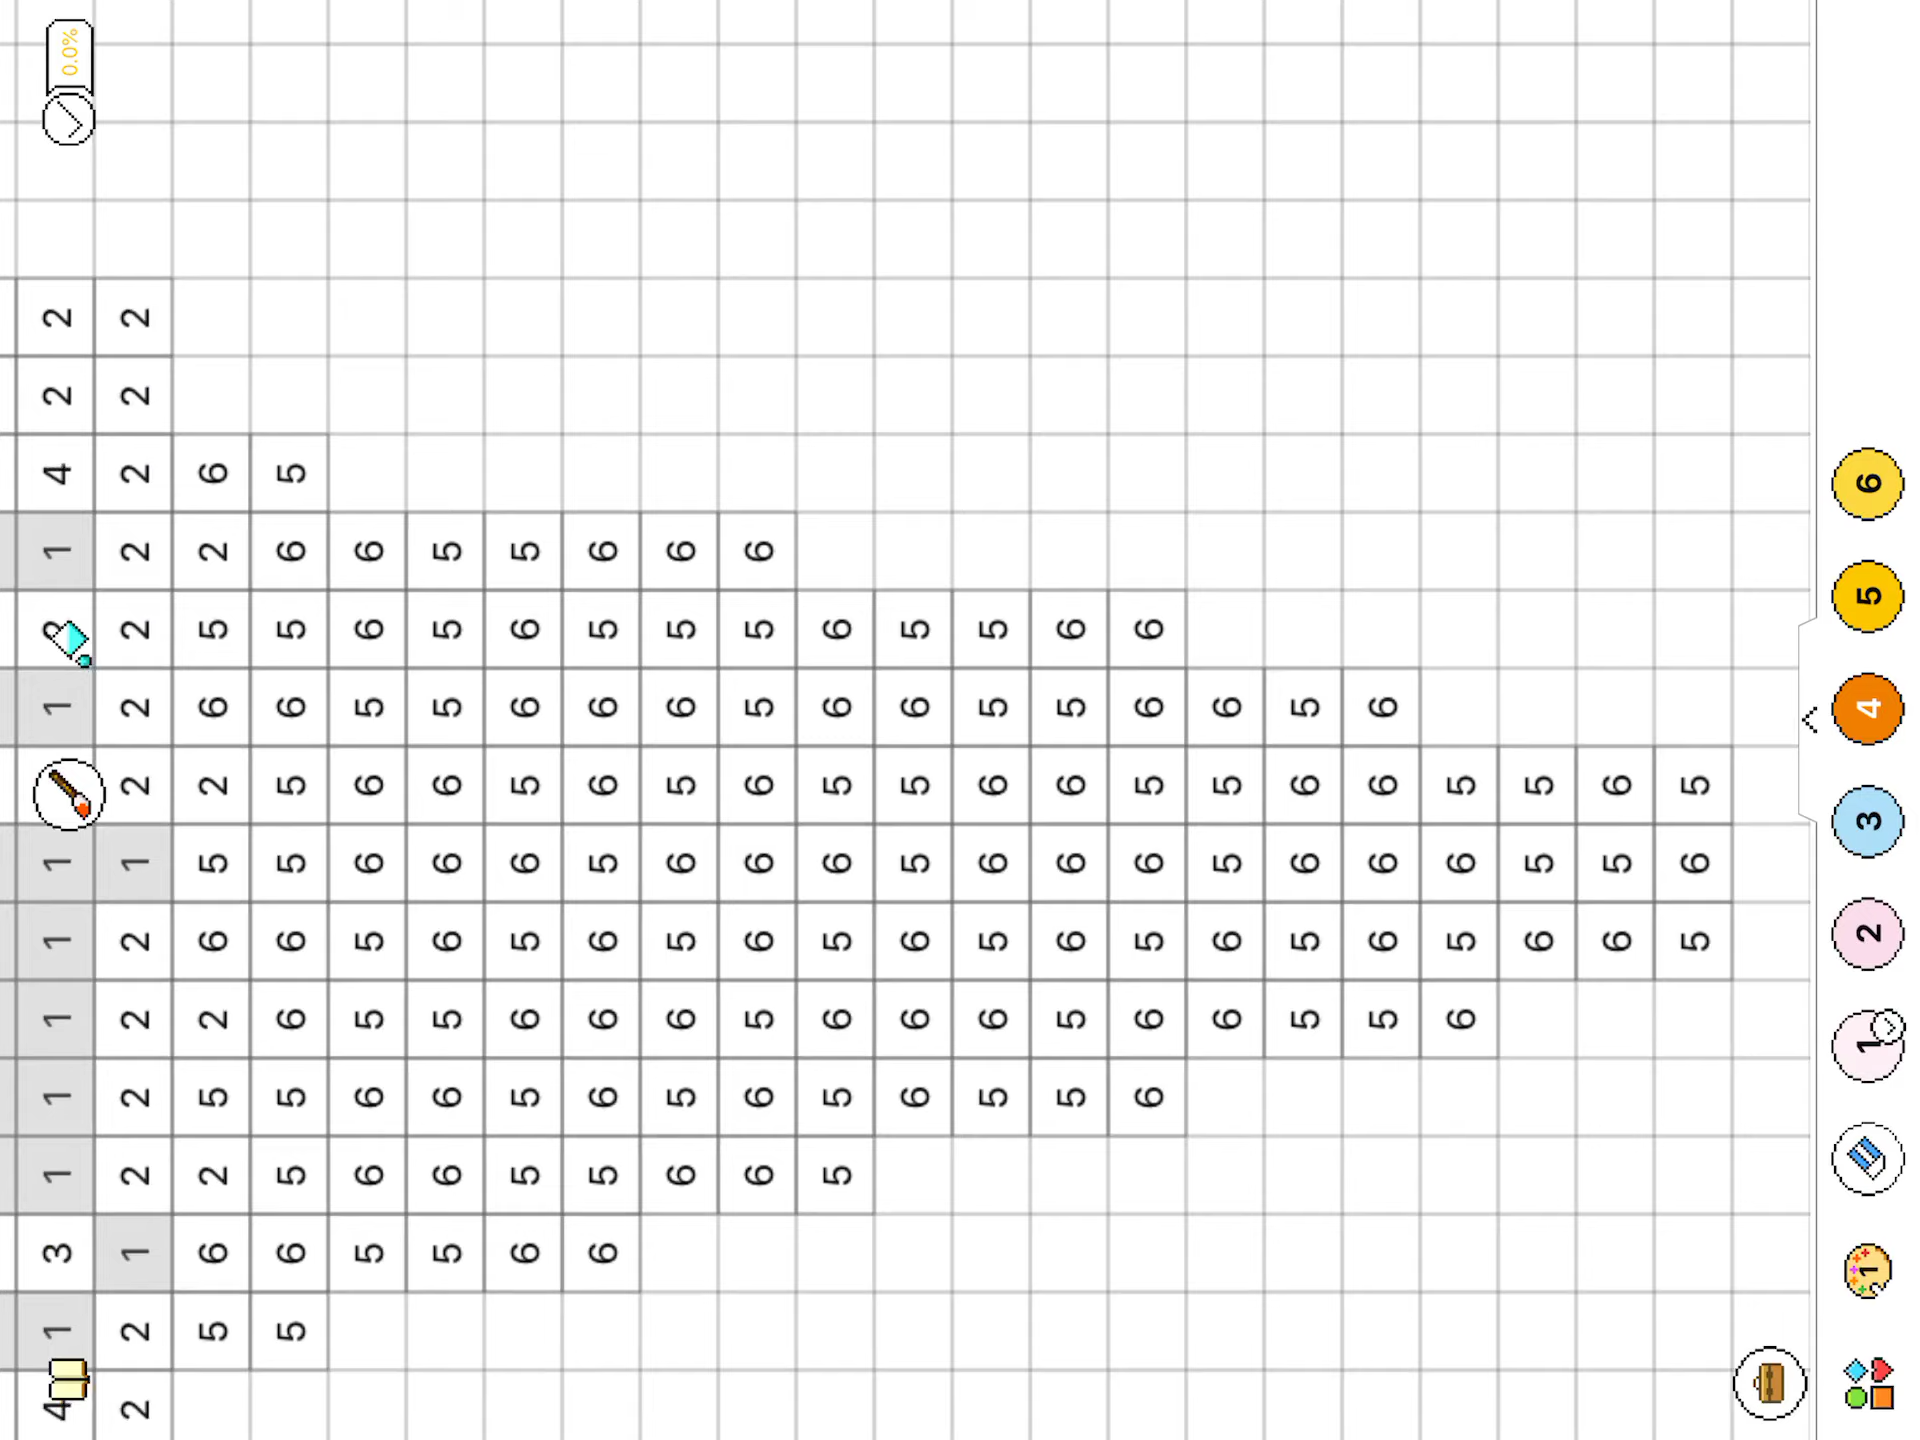 4 1 3 1 1 1 1 1 1 1 4 2 2 0.0%
2 2 1 2 2 2 2 1 2 2 2 2 2 2 2
5 6 2 5 2 6 5 2 6 5 2 6
5 6 5 5 6 6 5 5 6 5 6 5
5 6 6 5 5 6 6 5 6 6
5 6 6 5 6 6 6 5 5 5
6 5 5 6 5 6 5 6 6 5
6 5 6 6 6 5 6 6 5 6
6 5 6 5 6 5 6 5 6
6 6 5 6 6 6 5 5 6
5 5 6 5 6 5 6 6
6 6 6 5 5 6 5
5 6 5 6 6 5 5
5 5 6 6 6 5 6
6 6 5 6 5 6 6
6 6 5 5 6
5 5 6 6 5
5 6 6 6 6
6 5 6 5
6 5 5
6 5 6
5 6 5
1 1 2 3 4 5 6